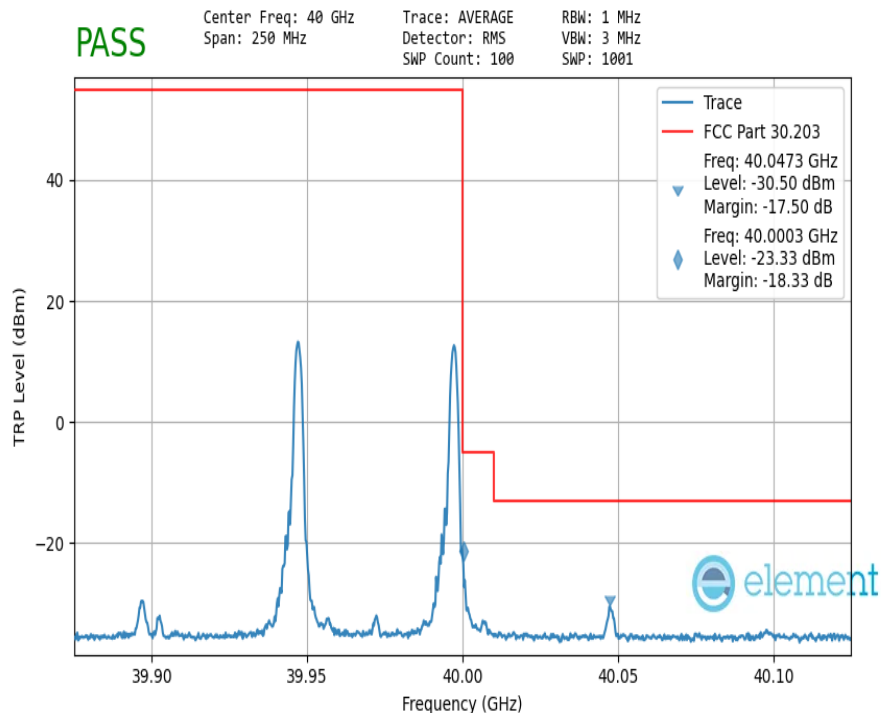 PASS
Center Freq: 40 GHz
Span: 250 MHz
Trace: AVERAGE
Detector: RMS
SWP Count: 100
RBW: 1 MHz
VBW: 3 MHz
SWP: 1001
Trace
FCC Part 30.203
Freq: 40.0473 GHz
Level: -30.50 dBm
Margin: -17.50 dB
Freq: 40.0003 GHz
Level: -23.33 dBm
Margin: -18.33 dB
TRP Level (dBm)
40
20
0
−20
element
39.90
39.95
40.00
40.05
40.10
Frequency (GHz)